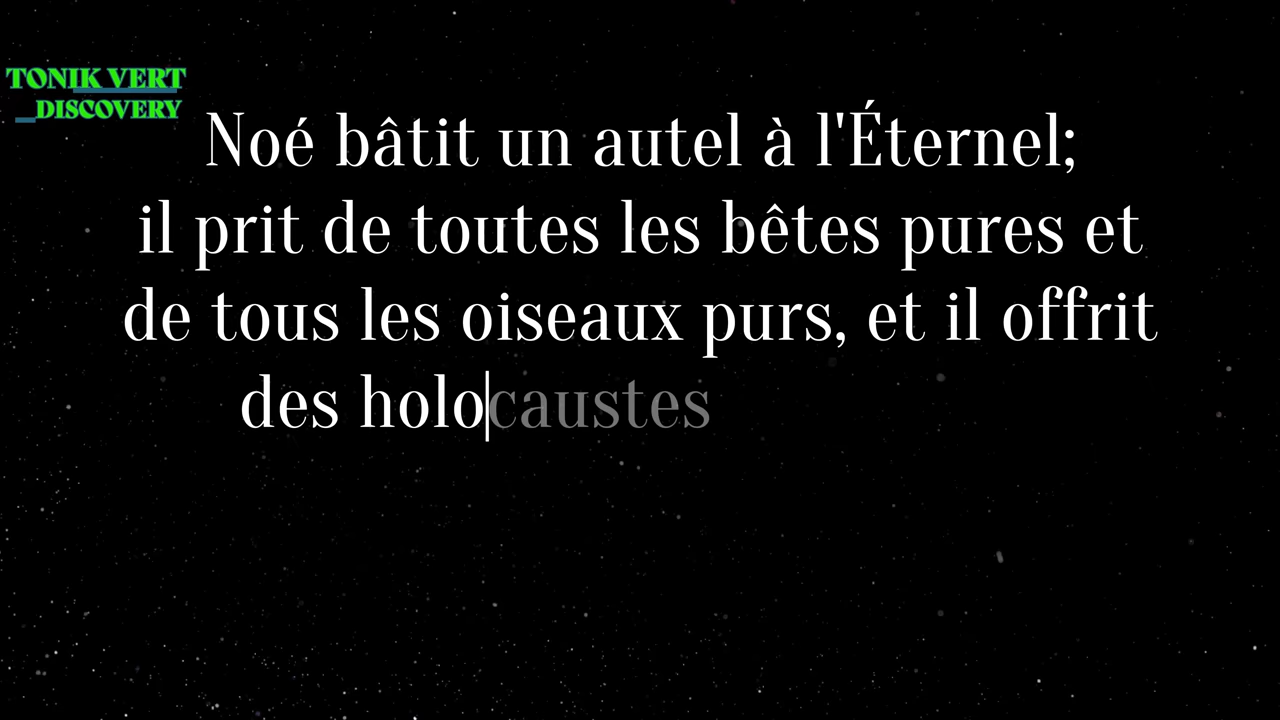 TONIK VERT
DISCOVERY
Noé bâtit un autel à l'Éternel;
il prit de toutes les bêtes pures et
de tous les oiseaux purs, et il offrit
des holocaustes